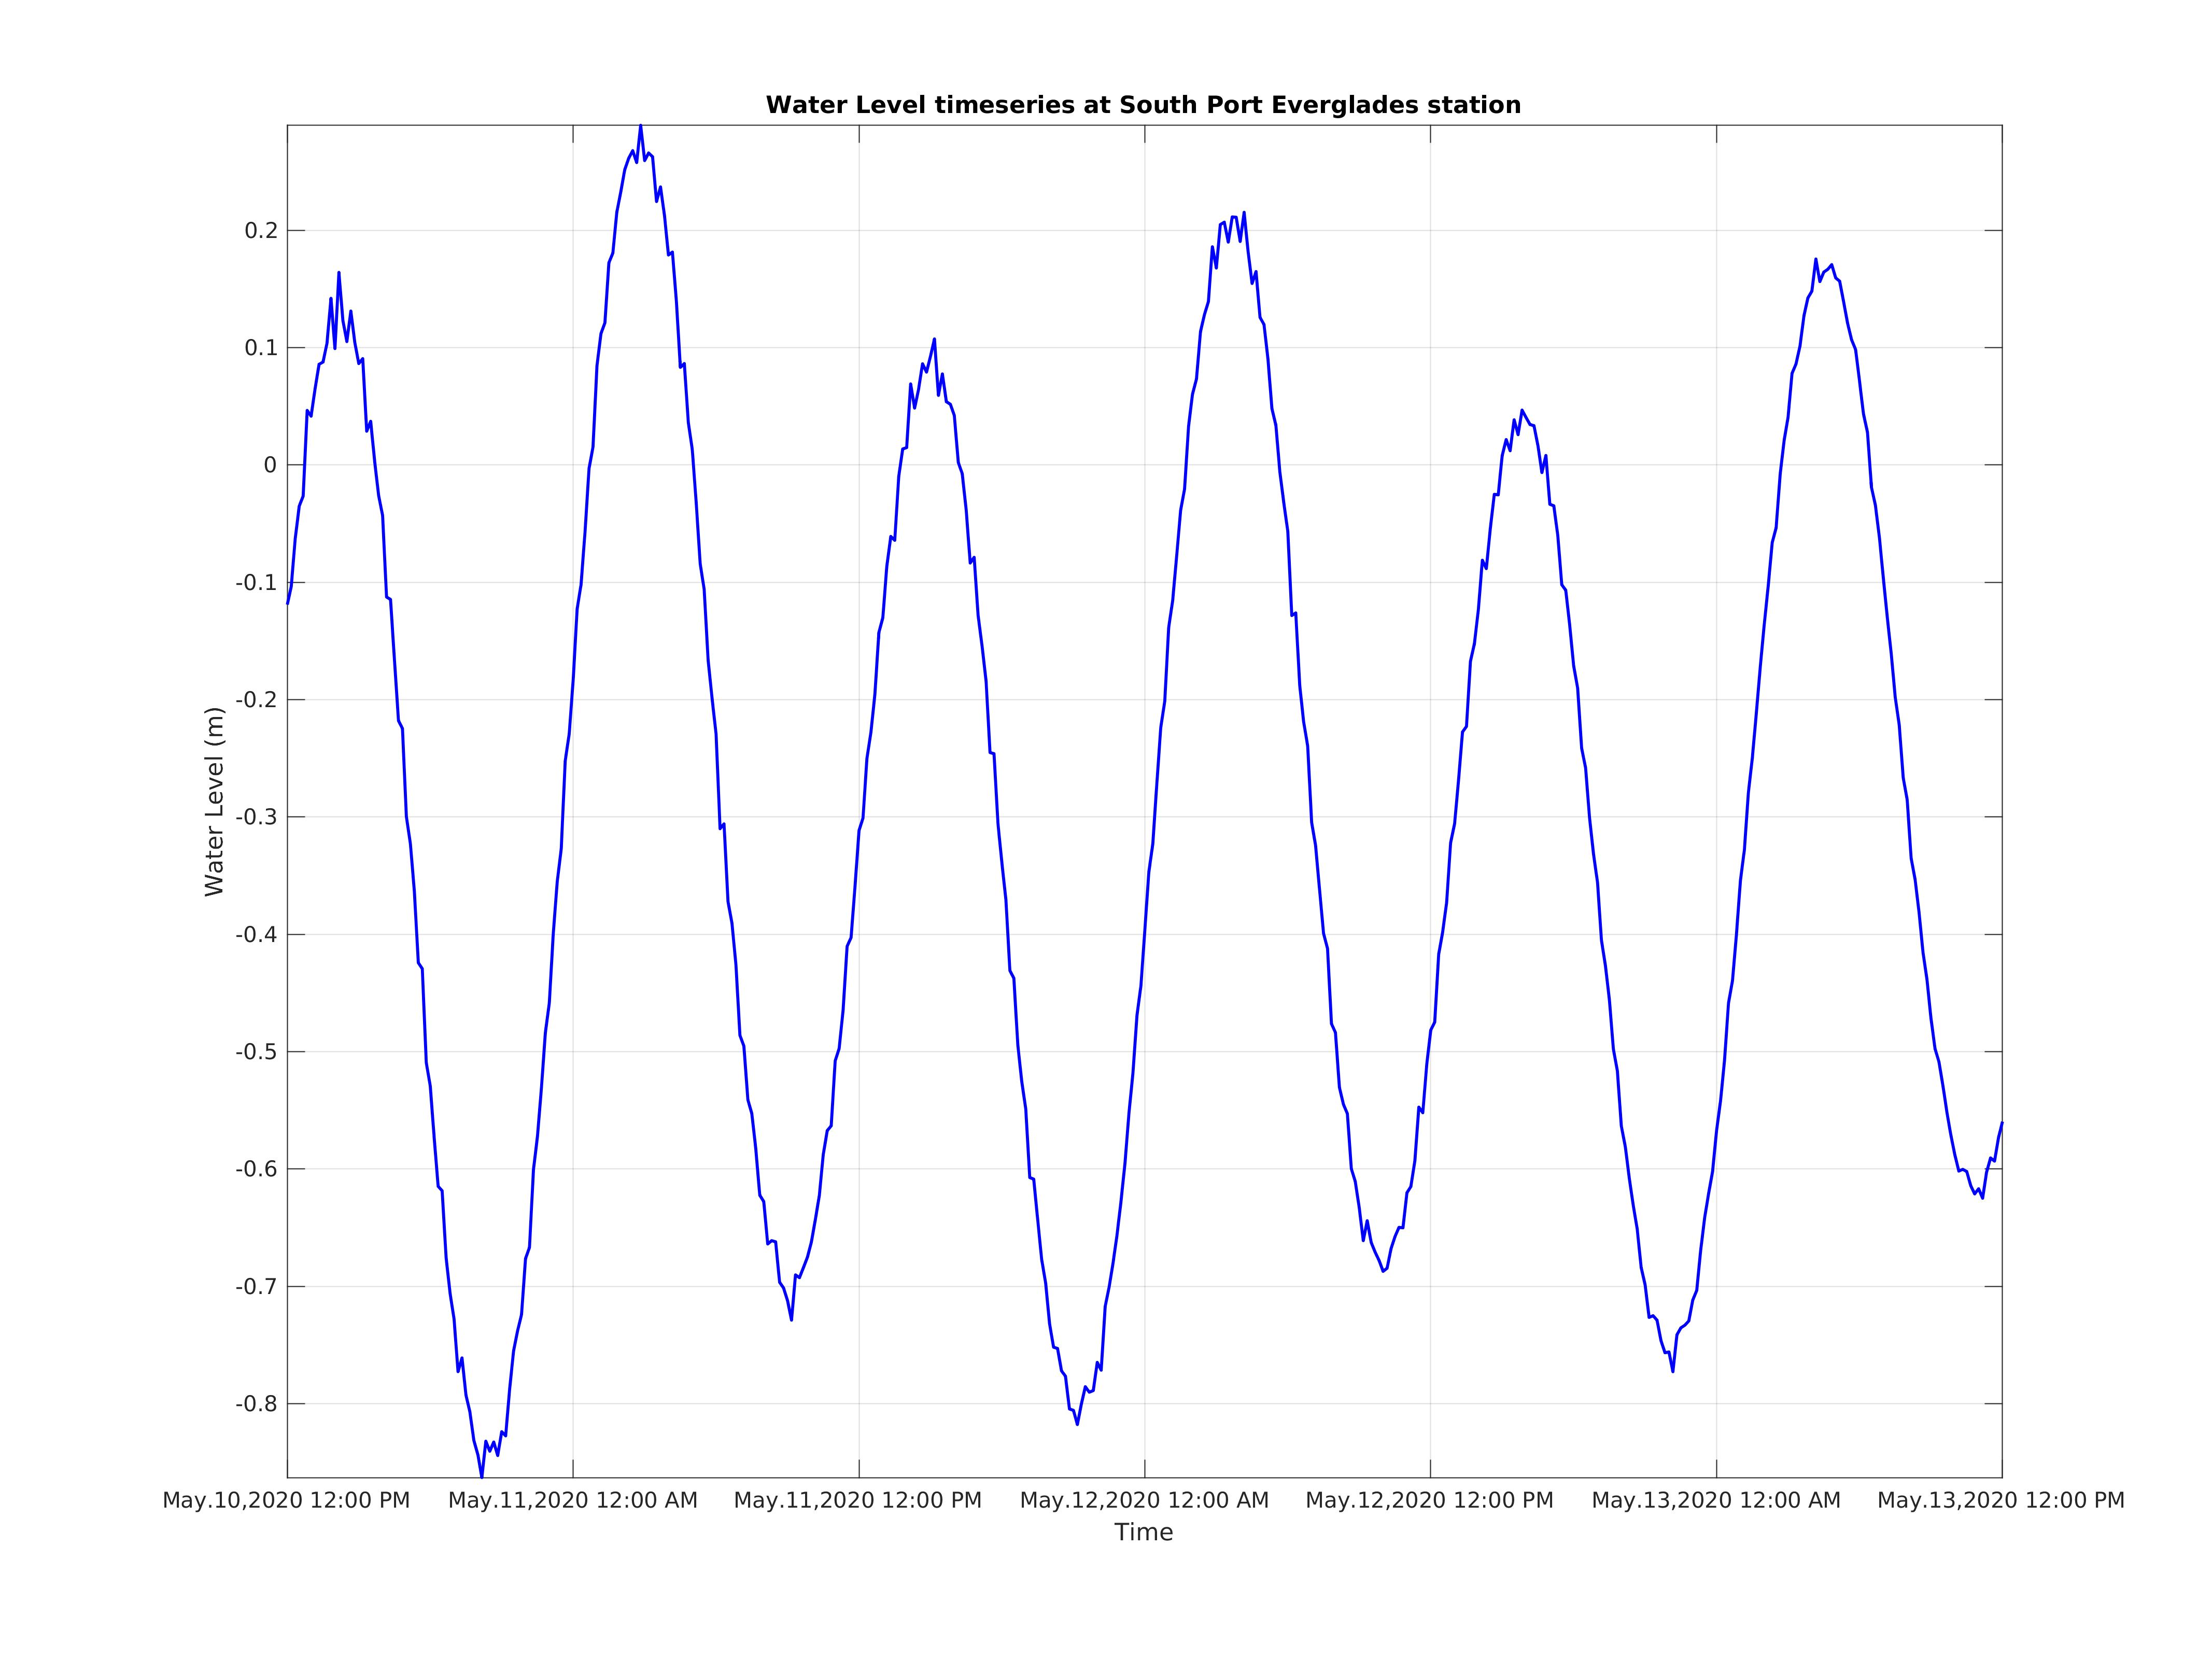 Water Level timeseries at South Port Everglades station
0.2
0.1
0
-0.1
-0.2
-0.3
-0.4
-0.5
-0.6
-0.7
-0.8
Water Level (m)
May.10,2020 12:00 PM May.11,2020 12:00 AM May.11,2020 12:00 PM May.12,2020 12:00 AM May.12,2020 12:00 PM May.13,2020 12:00 AM May.13,2020 12:00 PM
Time